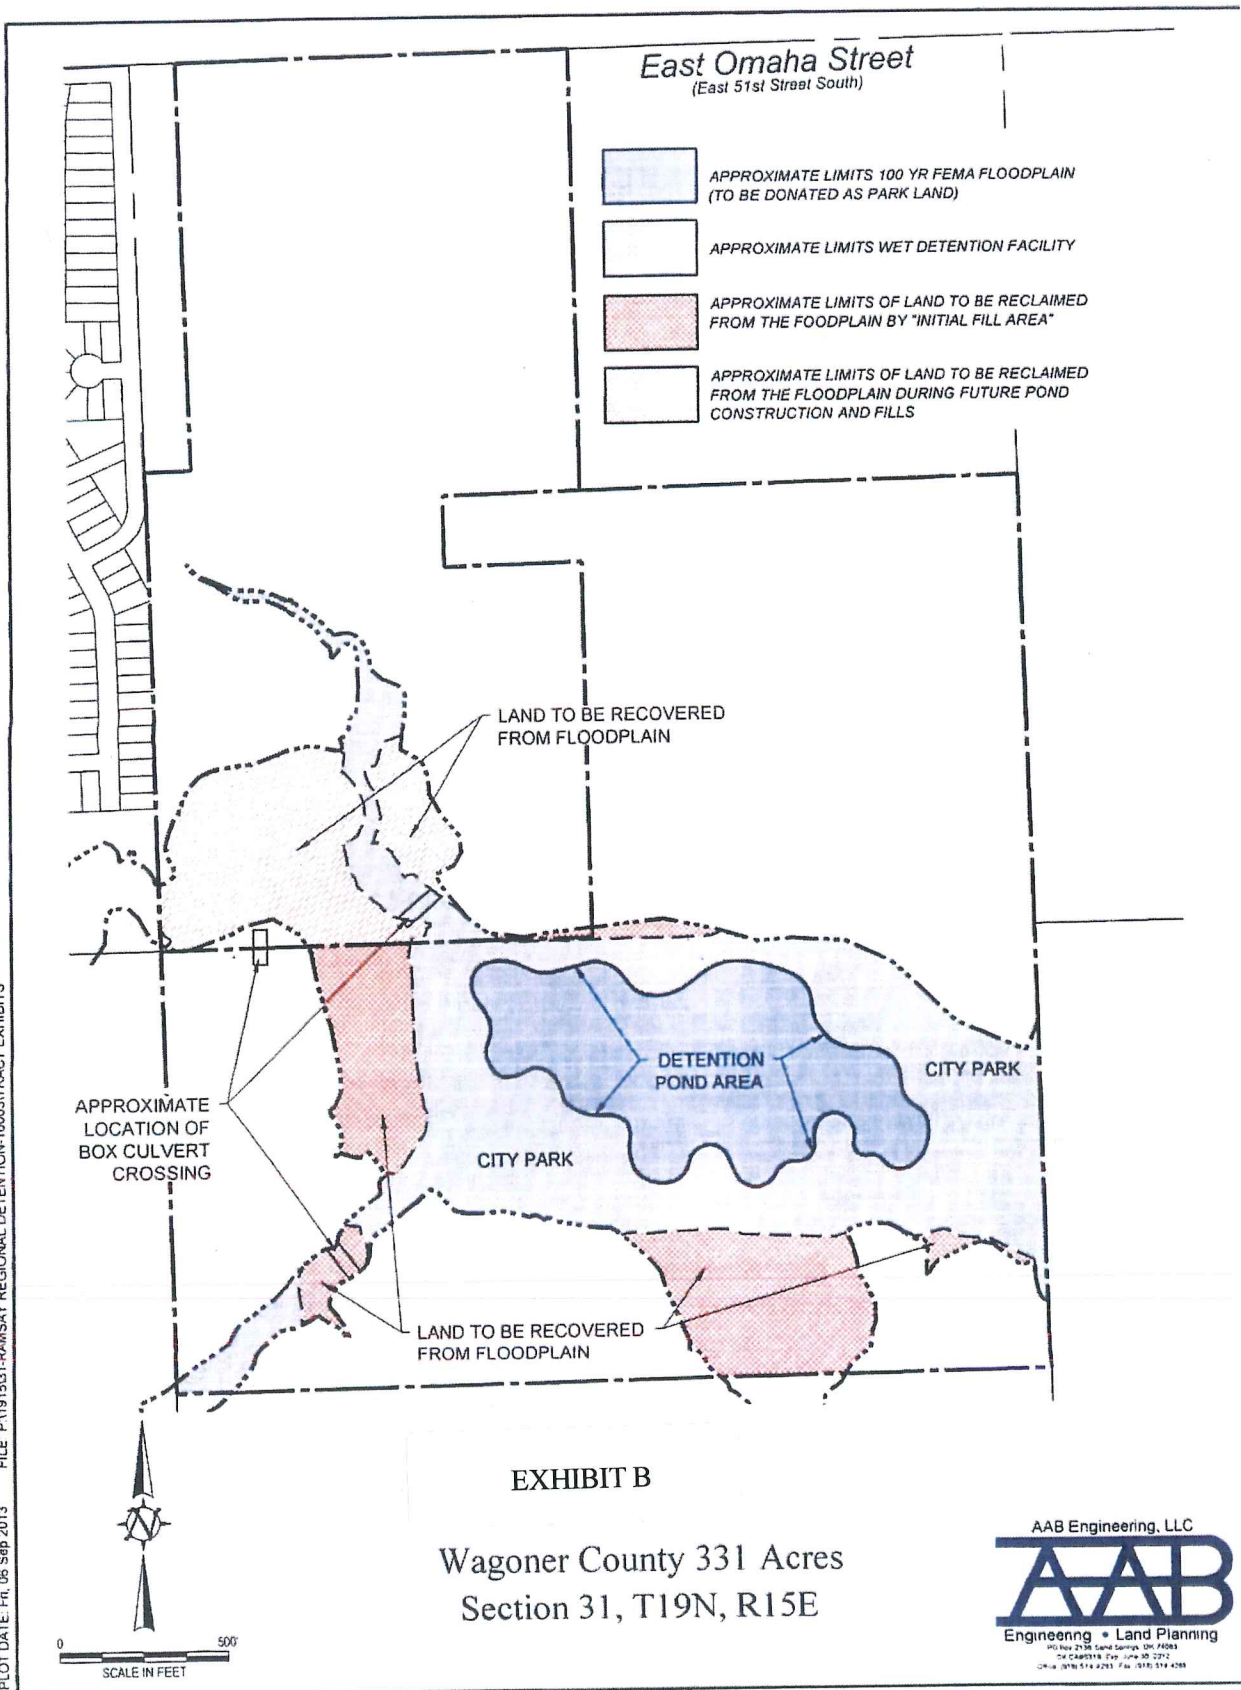 East Omaha Street
(East 51st Street South)
APPROXIMATE LIMITS 100 YR FEMA FLOODPLAIN
(TO BE DONATED AS PARK LAND)
APPROXIMATE LIMITS WET DETENTION FACILITY
APPROXIMATE LIMITS OF LAND TO BE RECLAIMED
FROM THE FOODPLAIN BY "INITIAL FILL AREA"
APPROXIMATE LIMITS OF LAND TO BE RECLAIMED
FROM THE FLOODPLAIN DURING FUTURE POND
CONSTRUCTION AND FILLS
LAND TO BE RECOVERED
FROM FLOODPLAIN
DETENTION
POND AREA
CITY PARK
APPROXIMATE
LOCATION OF
BOX CULVERT
CROSSING
CITY PARK
LAND TO BE RECOVERED
FROM FLOODPLAIN
N
0 500'
SCALE IN FEET
EXHIBIT B
Wagoner County 331 Acres
Section 31, T19N, R15E
AAB Engineering, LLC
AAB
Engineering • Land Planning
PLOT DATE: Fri, 06 Sep 2013